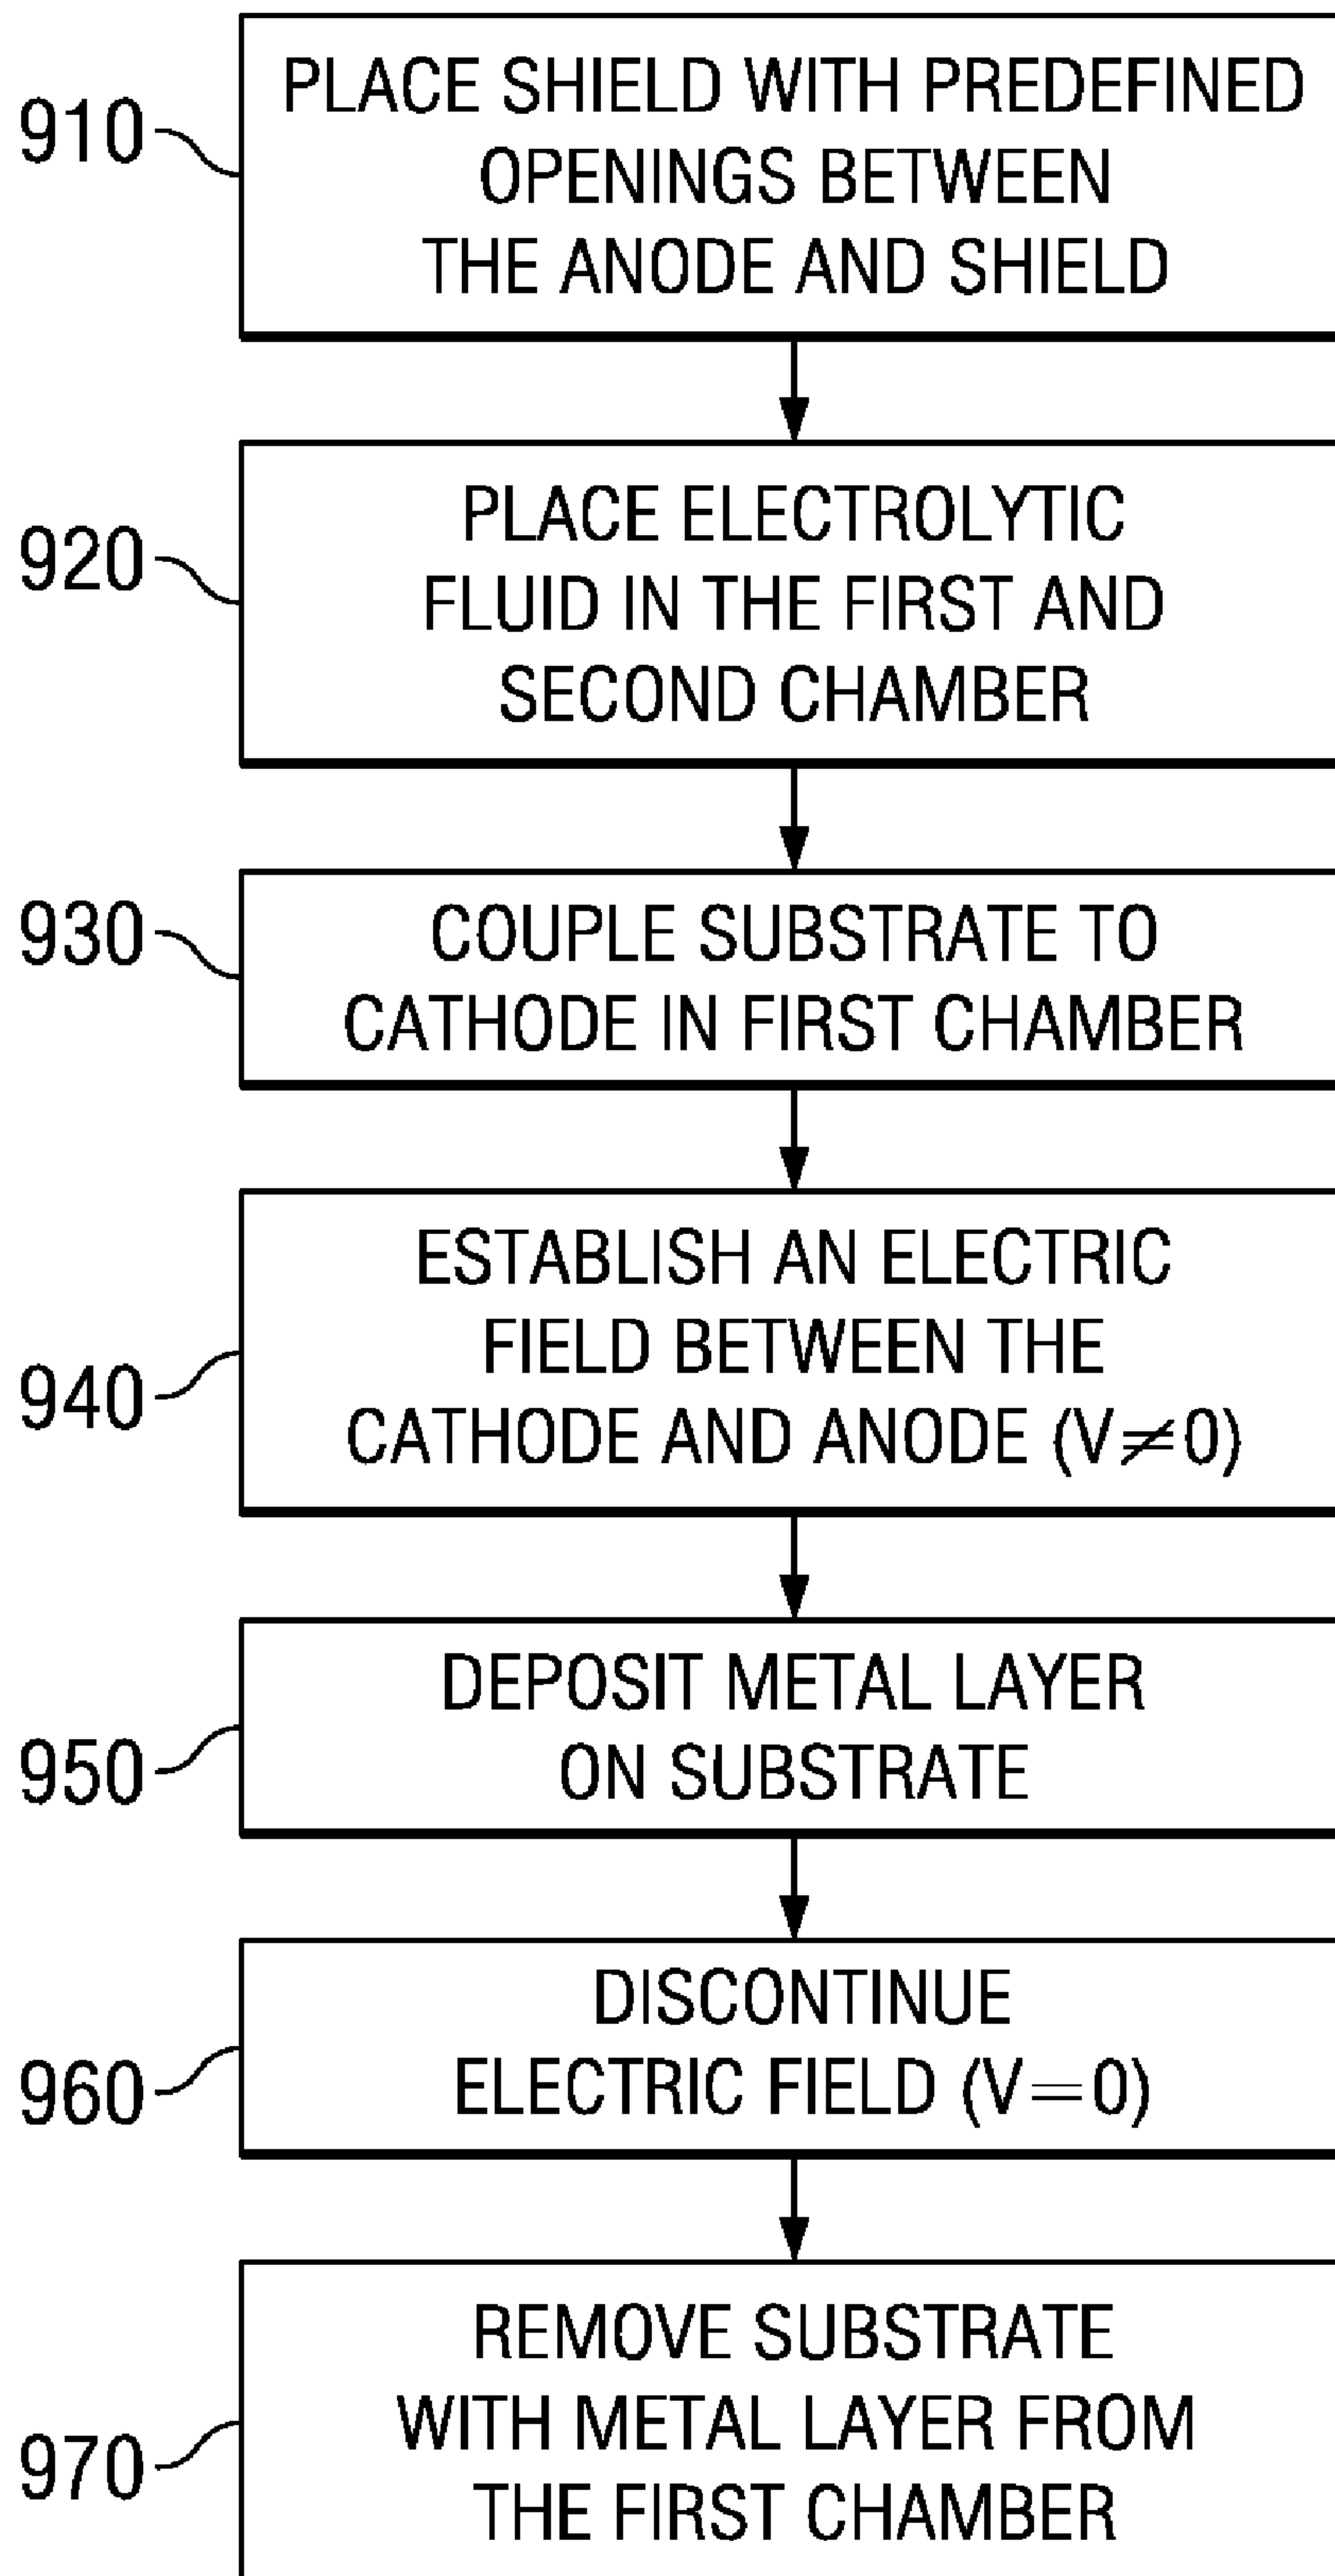 910
PLACE SHIELD WITH PREDEFINED
OPENINGS BETWEEN
THE ANODE AND SHIELD
920
PLACE ELECTROLYTIC
FLUID IN THE FIRST AND
SECOND CHAMBER
930
COUPLE SUBSTRATE TO
CATHODE IN FIRST CHAMBER
940
ESTABLISH AN ELECTRIC
FIELD BETWEEN THE
CATHODE AND ANODE (V≠0)
950
DEPOSIT METAL LAYER
ON SUBSTRATE
960
DISCONTINUE
ELECTRIC FIELD (V=0)
970
REMOVE SUBSTRATE
WITH METAL LAYER FROM
THE FIRST CHAMBER